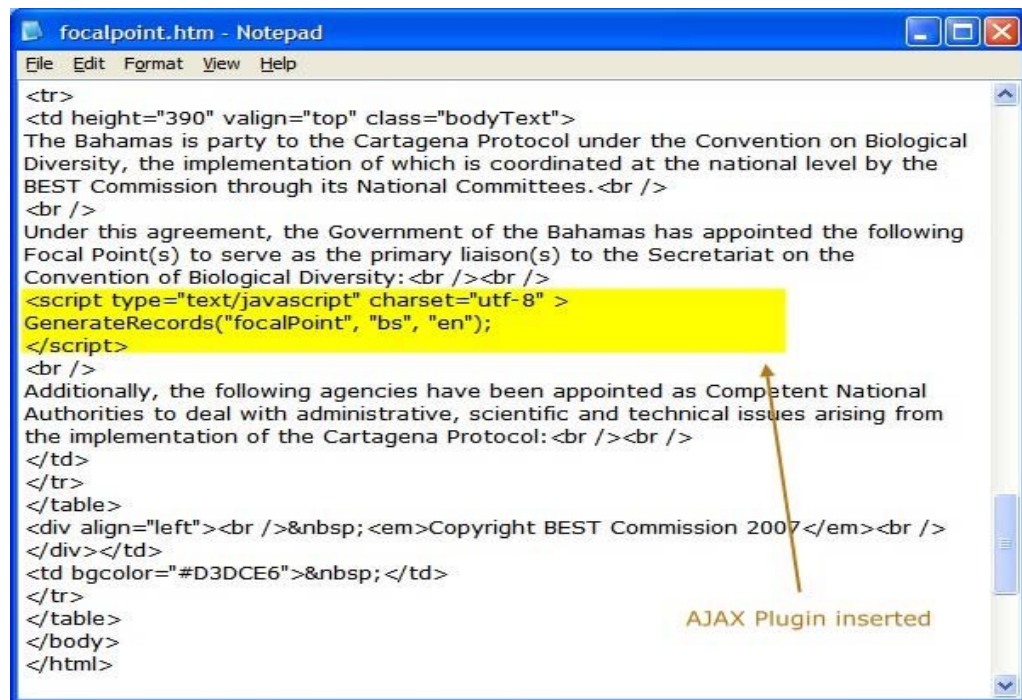 focalpoint.htm - Notepad
File Edit Format View Help
<tr>
<td height="390" valign="top" class="bodyText">
The Bahamas is party to the Cartagena Protocol under the Convention on Biological
Diversity, the implementation of which is coordinated at the national level by the
BEST Commission through its National Committees.<br />
<br />
Under this agreement, the Government of the Bahamas has appointed the following
Focal Point(s) to serve as the primary liaison(s) to the Secretariat on the
Convention of Biological Diversity:<br /><br />
<script type="text/javascript" charset="utf-8" >
GenerateRecords("focalPoint", "bs", "en");
</script>
<br />
Additionally, the following agencies have been appointed as Competent National
Authorities to deal with administrative, scientific and technical issues arising from
the implementation of the Cartagena Protocol:<br /><br />
</td>
</tr>
</table>
<div align="left"><br />&nbsp;<em>Copyright BEST Commission 2007</em><br />
</div></td>
<td bgcolor="#D3DCE6">&nbsp;</td>
</tr>
</table>
AJAX Plugin inserted
</body>
</html>